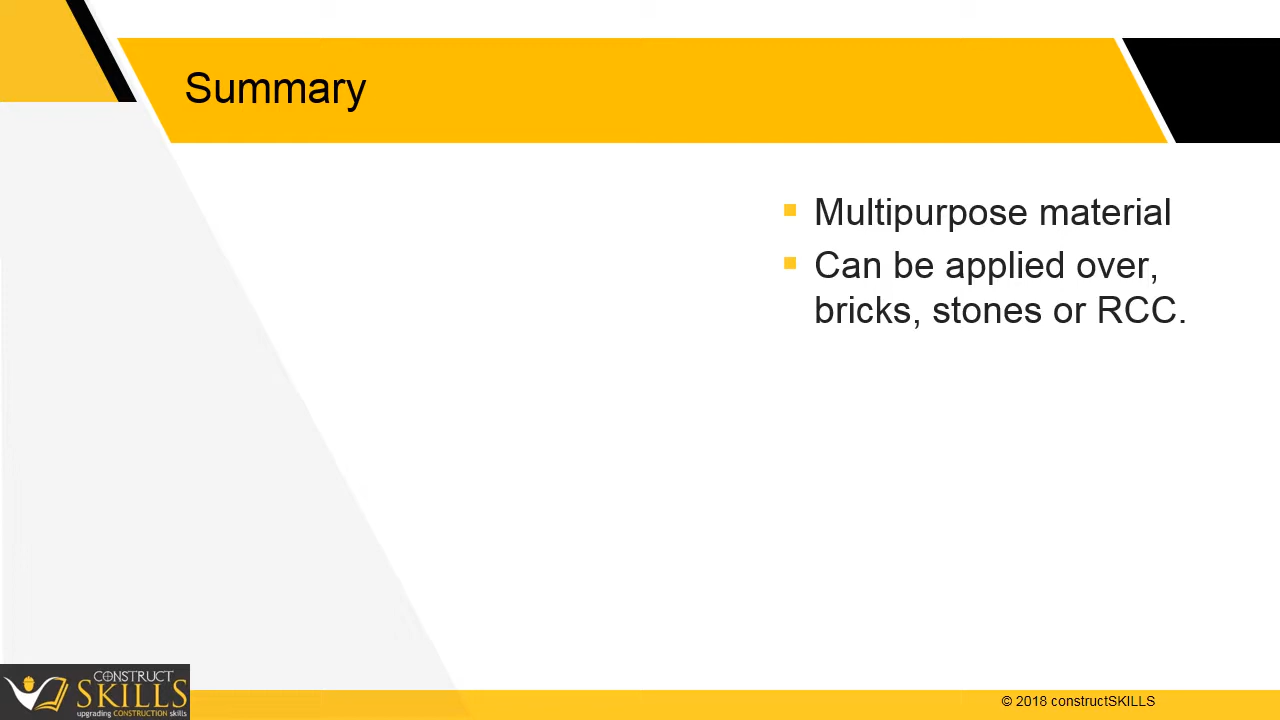 Summary
Multipurpose material
Can be applied over,
bricks, stones or RCC.
CONSTRUCT
SKILLS
upgrading CONSTRUCTION skills
© 2018 constructSKILLS